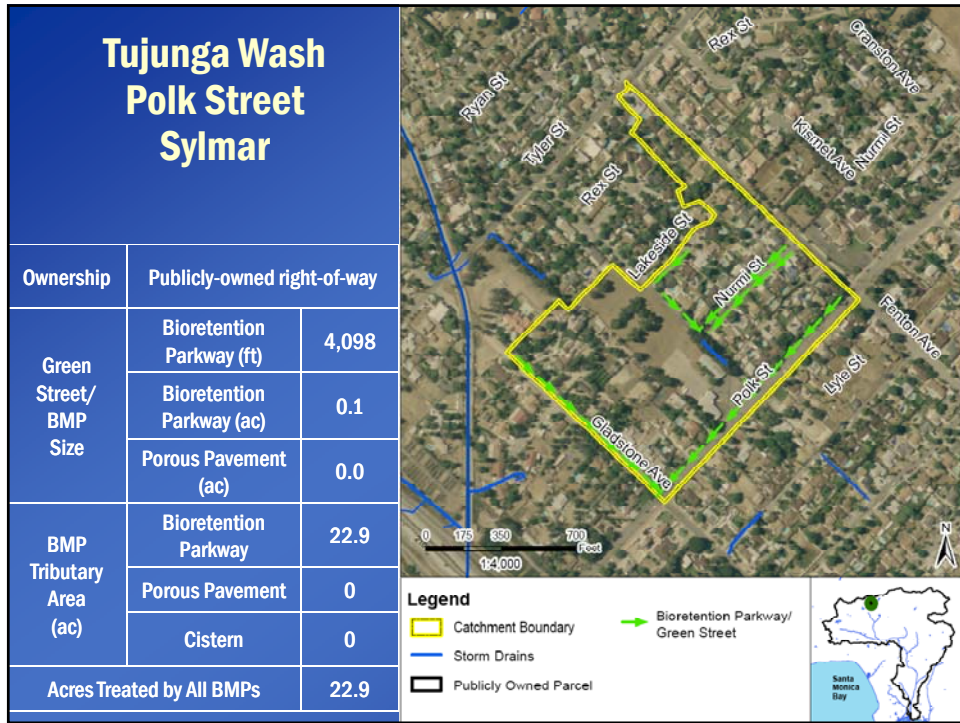 Tujunga Wash
Polk Street
Sylmar
Ownership
Publicly-owned right-of-way
Green
Street/
BMP
Size
Bioretention
Parkway (ft)
4,098
Bioretention
Parkway (ac)
0.1
Porous Pavement
(ac)
0.0
BMP
Tributary
Area
(ac)
Bioretention
Parkway
22.9
Porous Pavement
0
Cistern
0
Acres Treated by All BMPs
22.9
Rex St
Cranston Ave
Ryan St
Tyler St
Kismet Ave
Nurmi St
Rex St
Lakeside St
Nurmi St
Fenton Ave
Polk St
Lyle St
Gladstone Ave
0 175 350 700
Feet
1:4,000
N
Legend
Catchment Boundary
Storm Drains
Publicly Owned Parcel
Bioretention Parkway/
Green Street
Santa
Monica
Bay